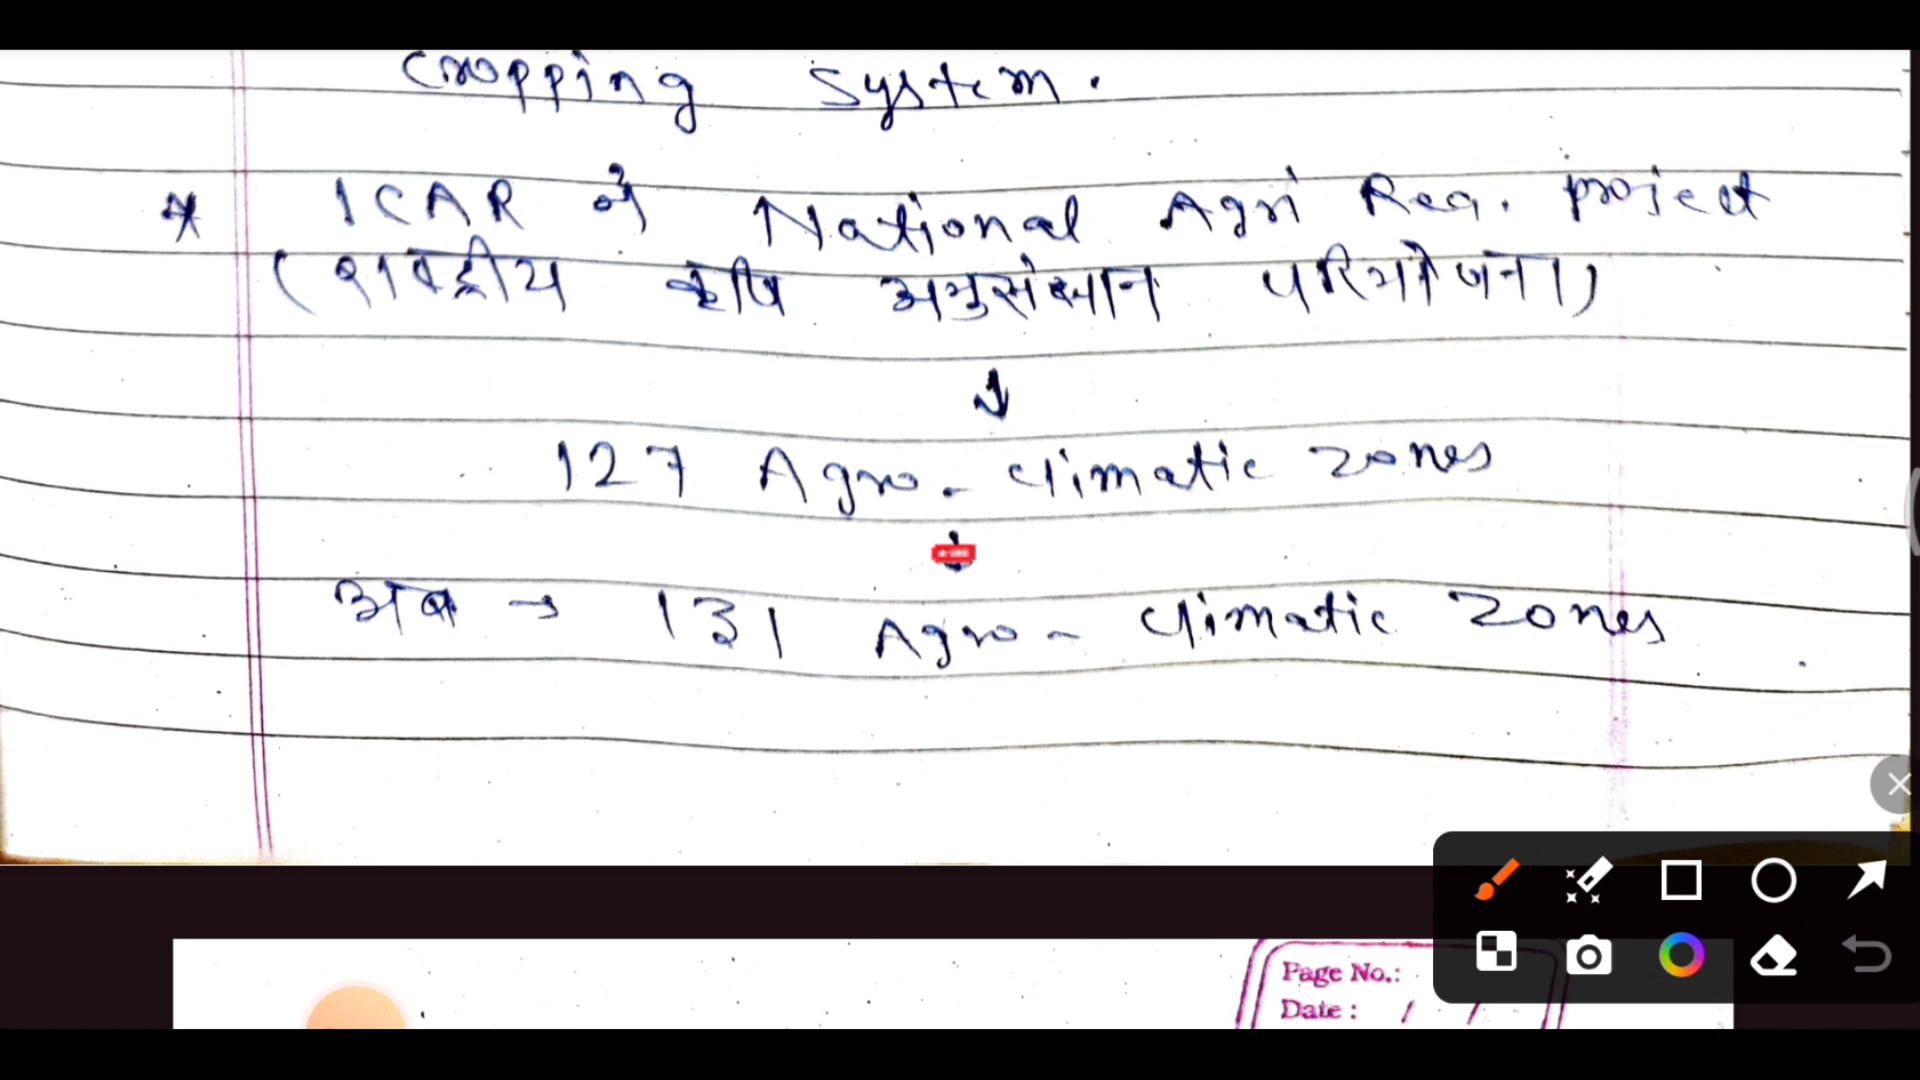 Cropping System.
* ICAR ने National Agri Res. project
(राष्ट्रीय कृषि अनुसंधान परियोजना)
↓
127 Agro-climatic zones
↓
अब → 131 Agro-climatic zones
Page No.:
Date : / /